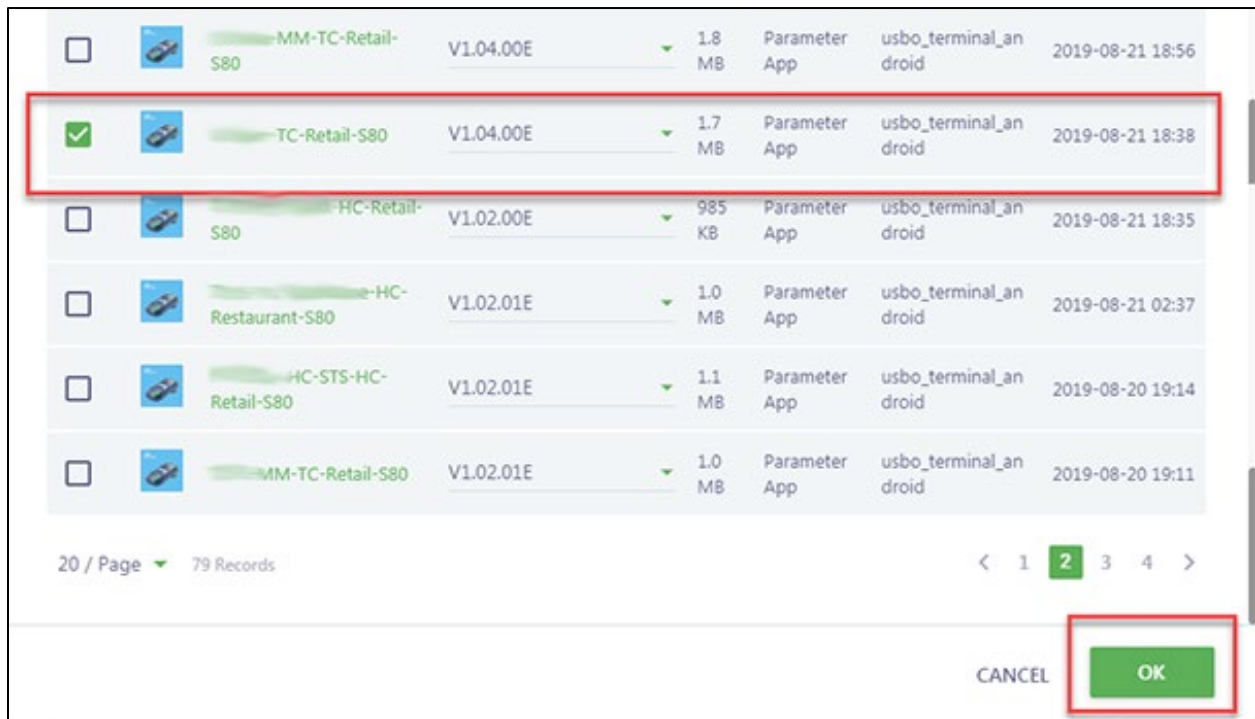 MM-TC-Retail-
S80
V1.04.00E
1.8
MB
Parameter
App
usbo_terminal_an
droid
2019-08-21 18:56
TC-Retail-S80
V1.04.00E
1.7
MB
Parameter
App
usbo_terminal_an
droid
2019-08-21 18:38
HC-Retail-
S80
V1.02.00E
985
KB
Parameter
App
usbo_terminal_an
droid
2019-08-21 18:35
e-HC-
Restaurant-S80
V1.02.01E
1.0
MB
Parameter
App
usbo_terminal_an
droid
2019-08-21 02:37
HC-STS-HC-
Retail-S80
V1.02.01E
1.1
MB
Parameter
App
usbo_terminal_an
droid
2019-08-20 19:14
MM-TC-Retail-S80
V1.02.01E
1.0
MB
Parameter
App
usbo_terminal_an
droid
2019-08-20 19:11
20 / Page 79 Records < 1 2 3 4 >
CANCEL OK